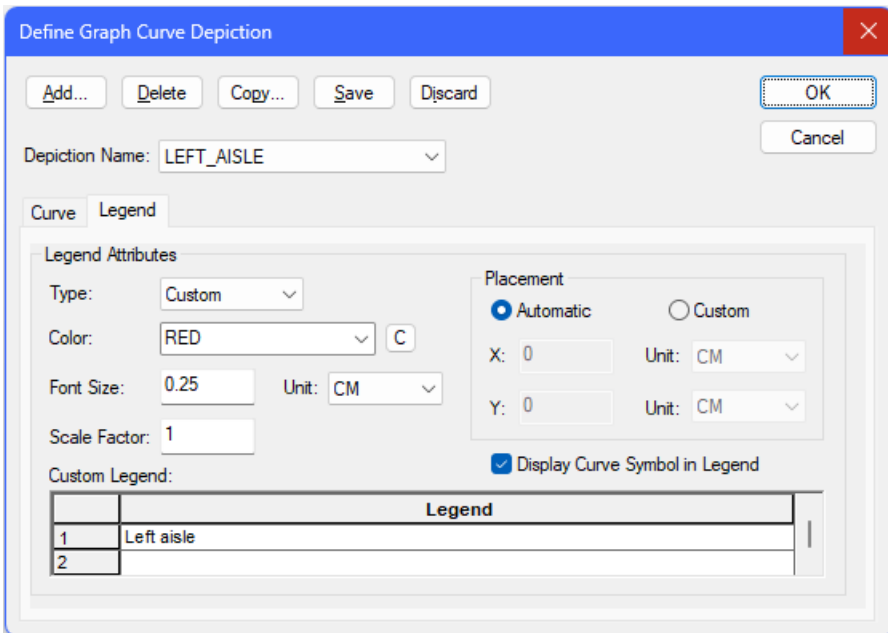 Define Graph Curve Depiction
Add... Delete Copy... Save Discard OK
Cancel
Depiction Name: LEFT_AISLE
Curve Legend
Legend Attributes
Type: Custom
Color: RED C
Font Size: 0.25 Unit: CM
Scale Factor: 1
Placement
Automatic Custom
X: 0 Unit: CM
Y: 0 Unit: CM
Display Curve Symbol in Legend
Custom Legend:
Legend
1 Left aisle
2